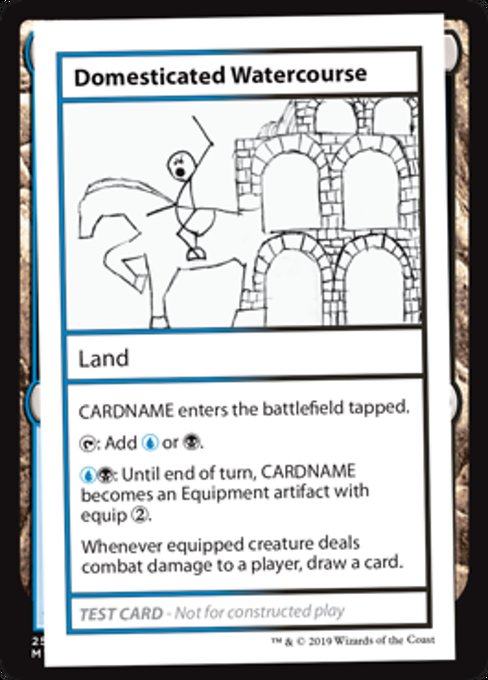 Domesticated Watercourse
Land
CARDNAME enters the battlefield tapped.
: Add or .
: Until end of turn, CARDNAME
becomes an Equipment artifact with
equip 2.
Whenever equipped creature deals
combat damage to a player, draw a card.
TEST CARD - Not for constructed play
25
M
™ & © 2019 Wizards of the Coast